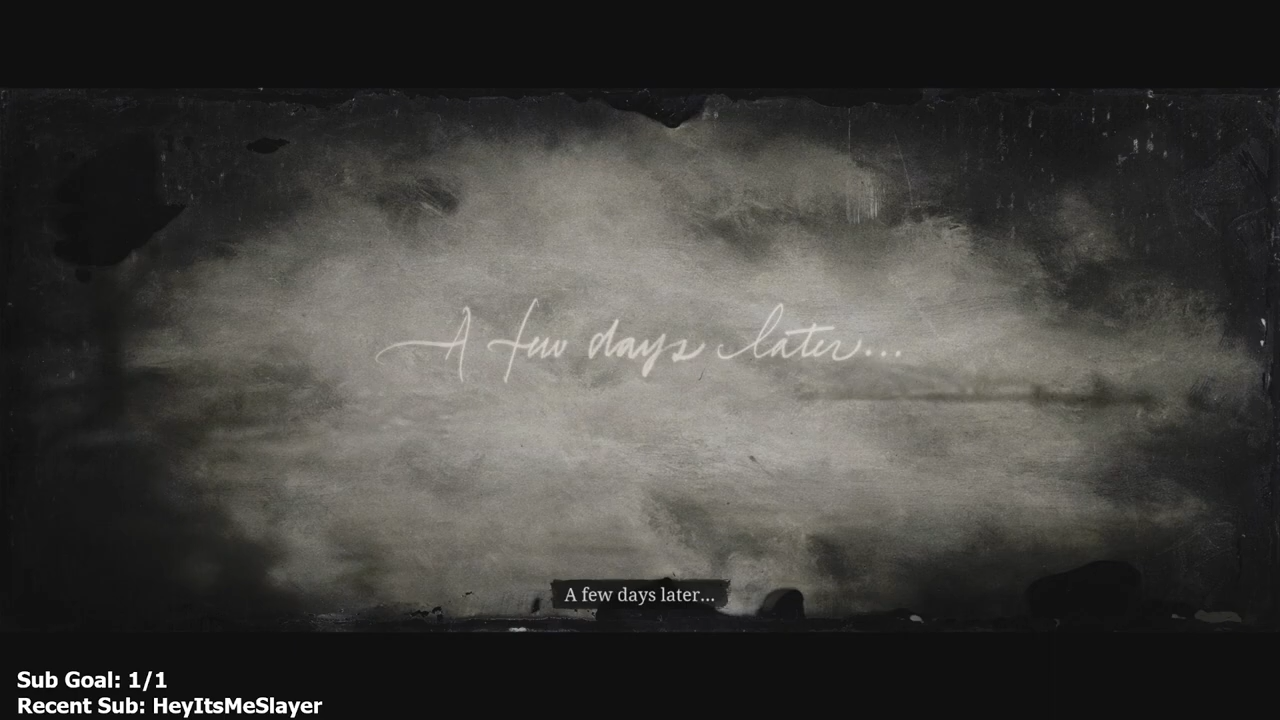 A few days later...
A few days later...
Sub Goal: 1/1
Recent Sub: HeyItsMeSlayer